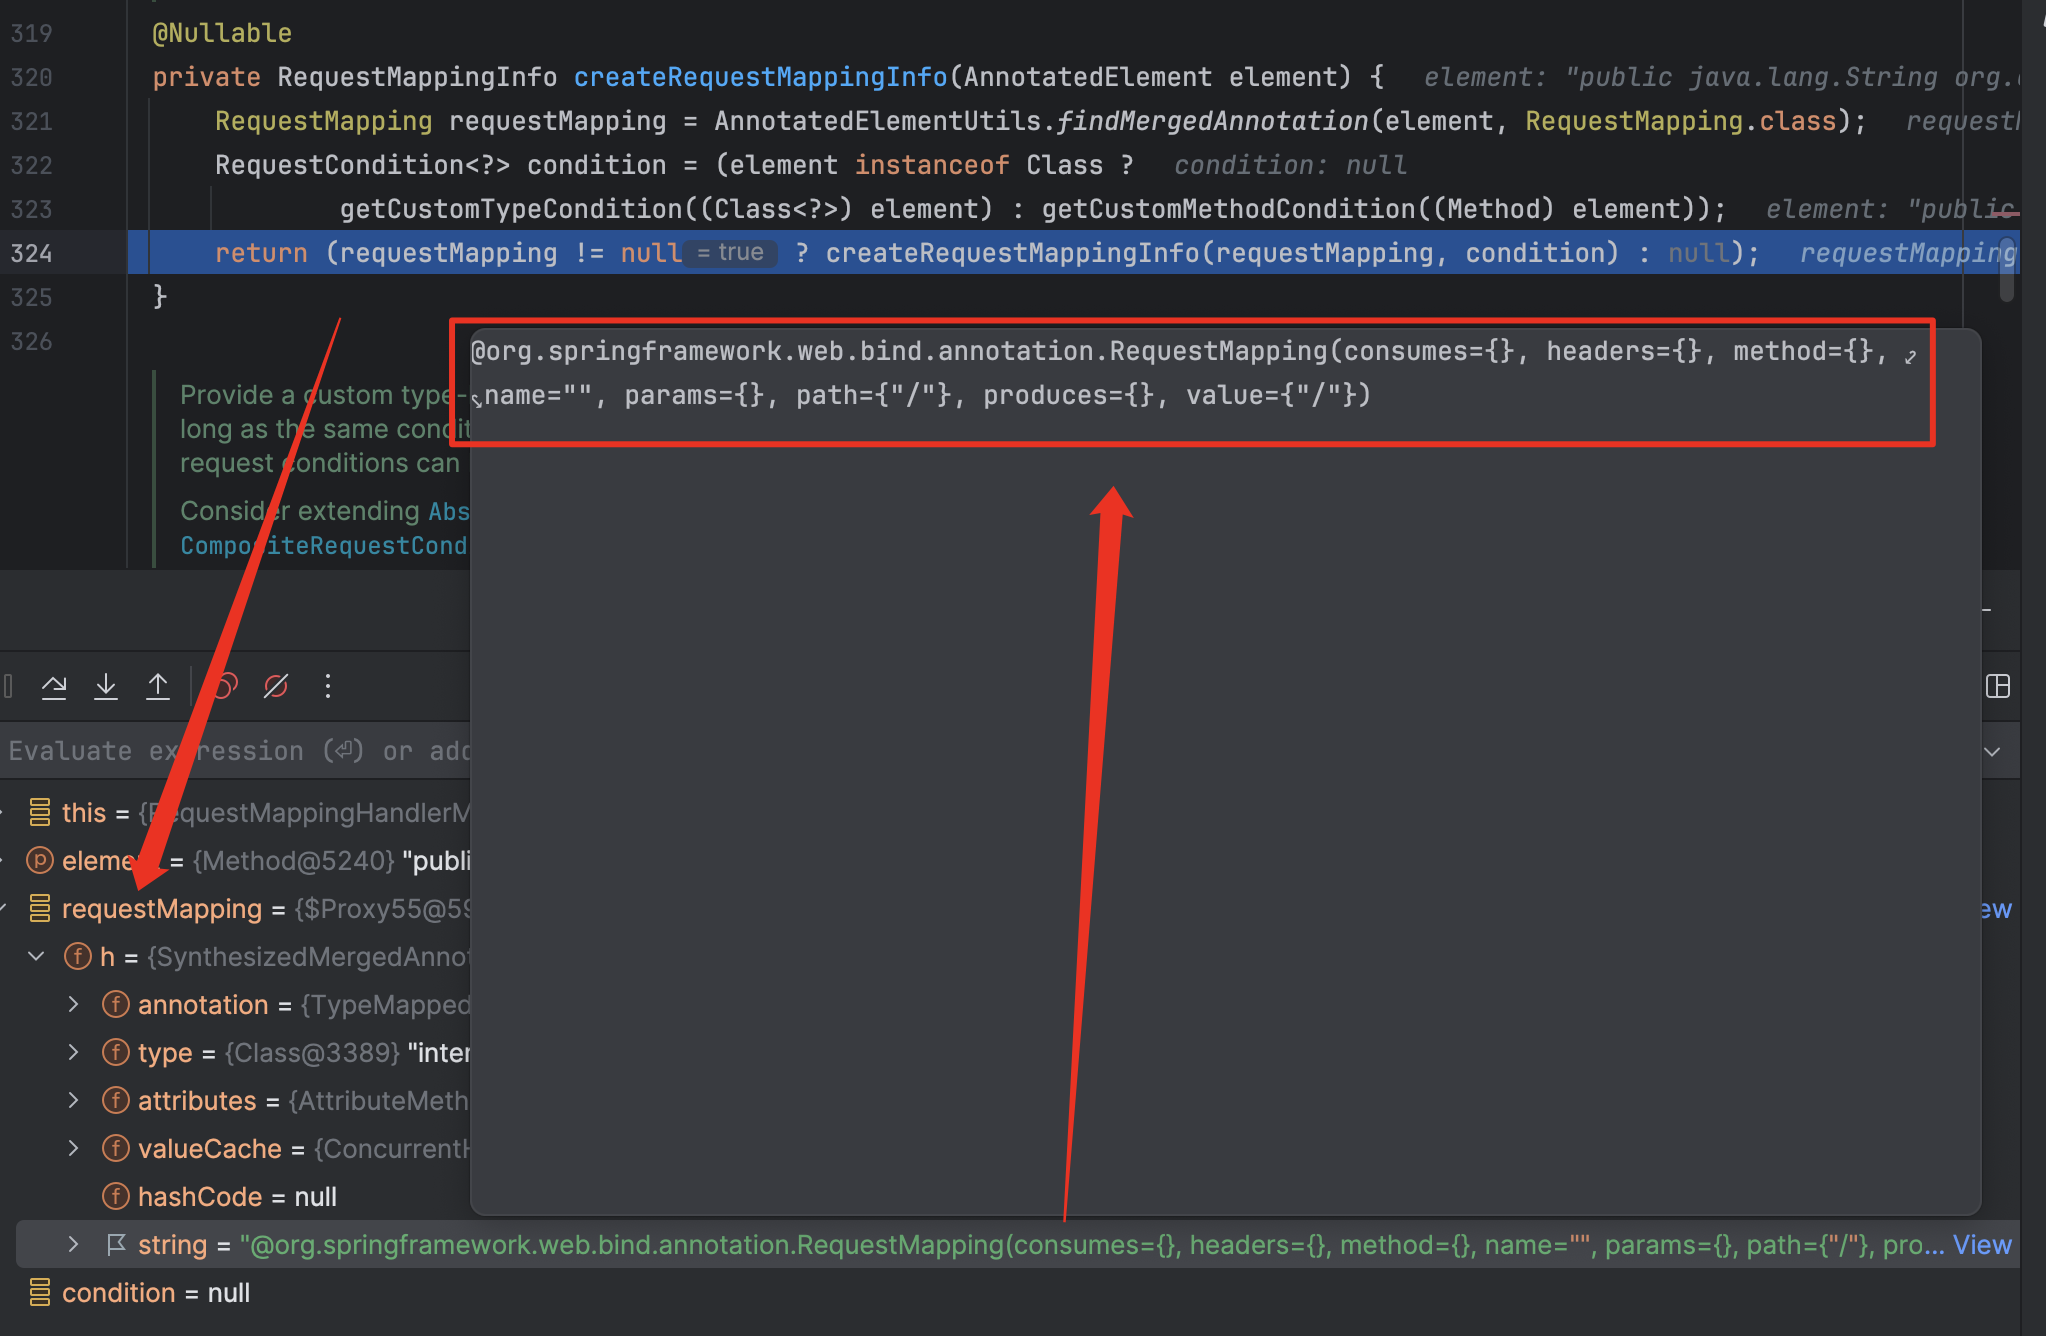 319 @Nullable
320 private RequestMappingInfo createRequestMappingInfo(AnnotatedElement element) { element: "public java.lang.String org.
321 RequestMapping requestMapping = AnnotatedElementUtils.findMergedAnnotation(element, RequestMapping.class);
322 RequestCondition<?> condition = (element instanceof Class ? condition: null
323 getCustomTypeCondition((Class<?>) element) : getCustomMethodCondition((Method) element)); element: "public
324 return (requestMapping != null = true ? createRequestMappingInfo(requestMapping, condition) : null); requestMapping
325 }
326
@org.springframework.web.bind.annotation.RequestMapping(consumes={}, headers={}, method={},
name="", params={}, path={"/"}, produces={}, value={"/"})
Provide a custom type-
long as the same condit
request conditions can
Consider extending Abs
CompositeRequestCond
Evaluate expression (⏎) or add
this = {RequestMappingHandlerM
element = {Method@5240} "publi
requestMapping = {$Proxy55@59
ew
h = {SynthesizedMergedAnnot
annotation = {TypeMapped
type = {Class@3389} "inter
attributes = {AttributeMeth
valueCache = {ConcurrentH
hashCode = null
string = "@org.springframework.web.bind.annotation.RequestMapping(consumes={}, headers={}, method={}, name="", params={}, path={"/"}, pro... View
condition = null